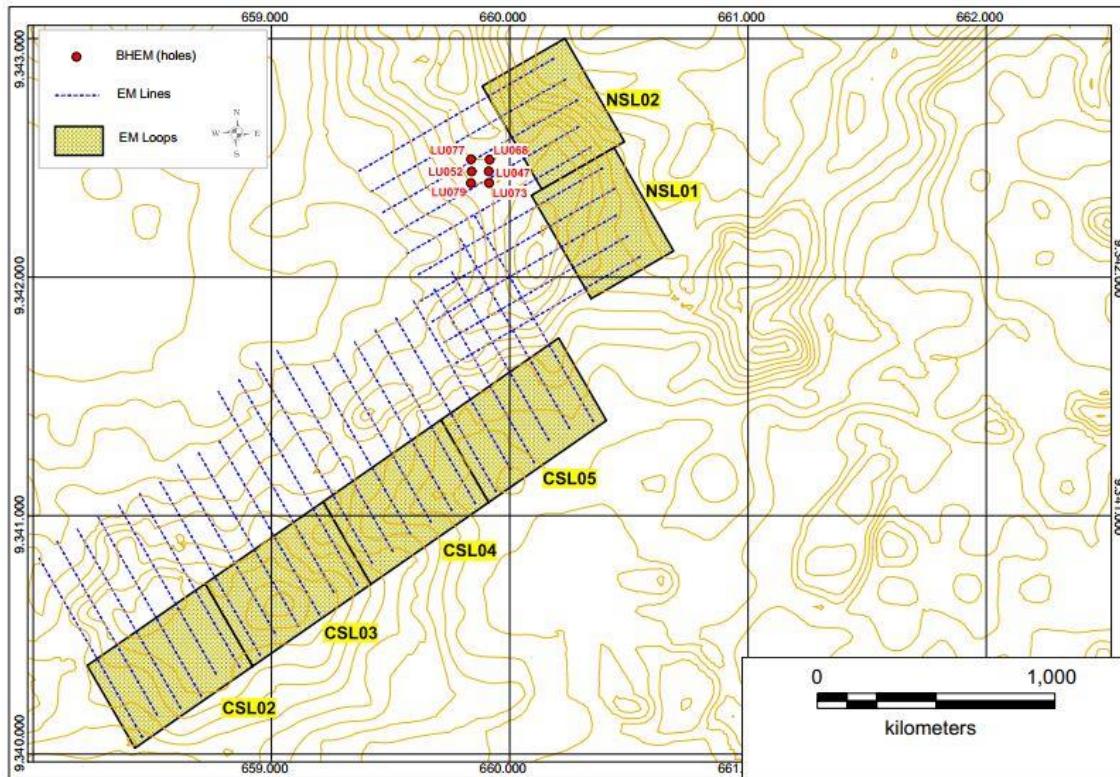 659.000 660.000 661.000 662.000
9.343.000
BHEM (holes)
EM Lines
EM Loops
N
W E
S
NSL02
LU077 LU068
LU052 LU047
LU079 LU073
NSL01
9.342.000 9.342.000
CSL05
9.341.000 9.341.000
CSL04
CSL03
CSL02
0 1,000
kilometers
9.340.000
659.000 660.000 661.